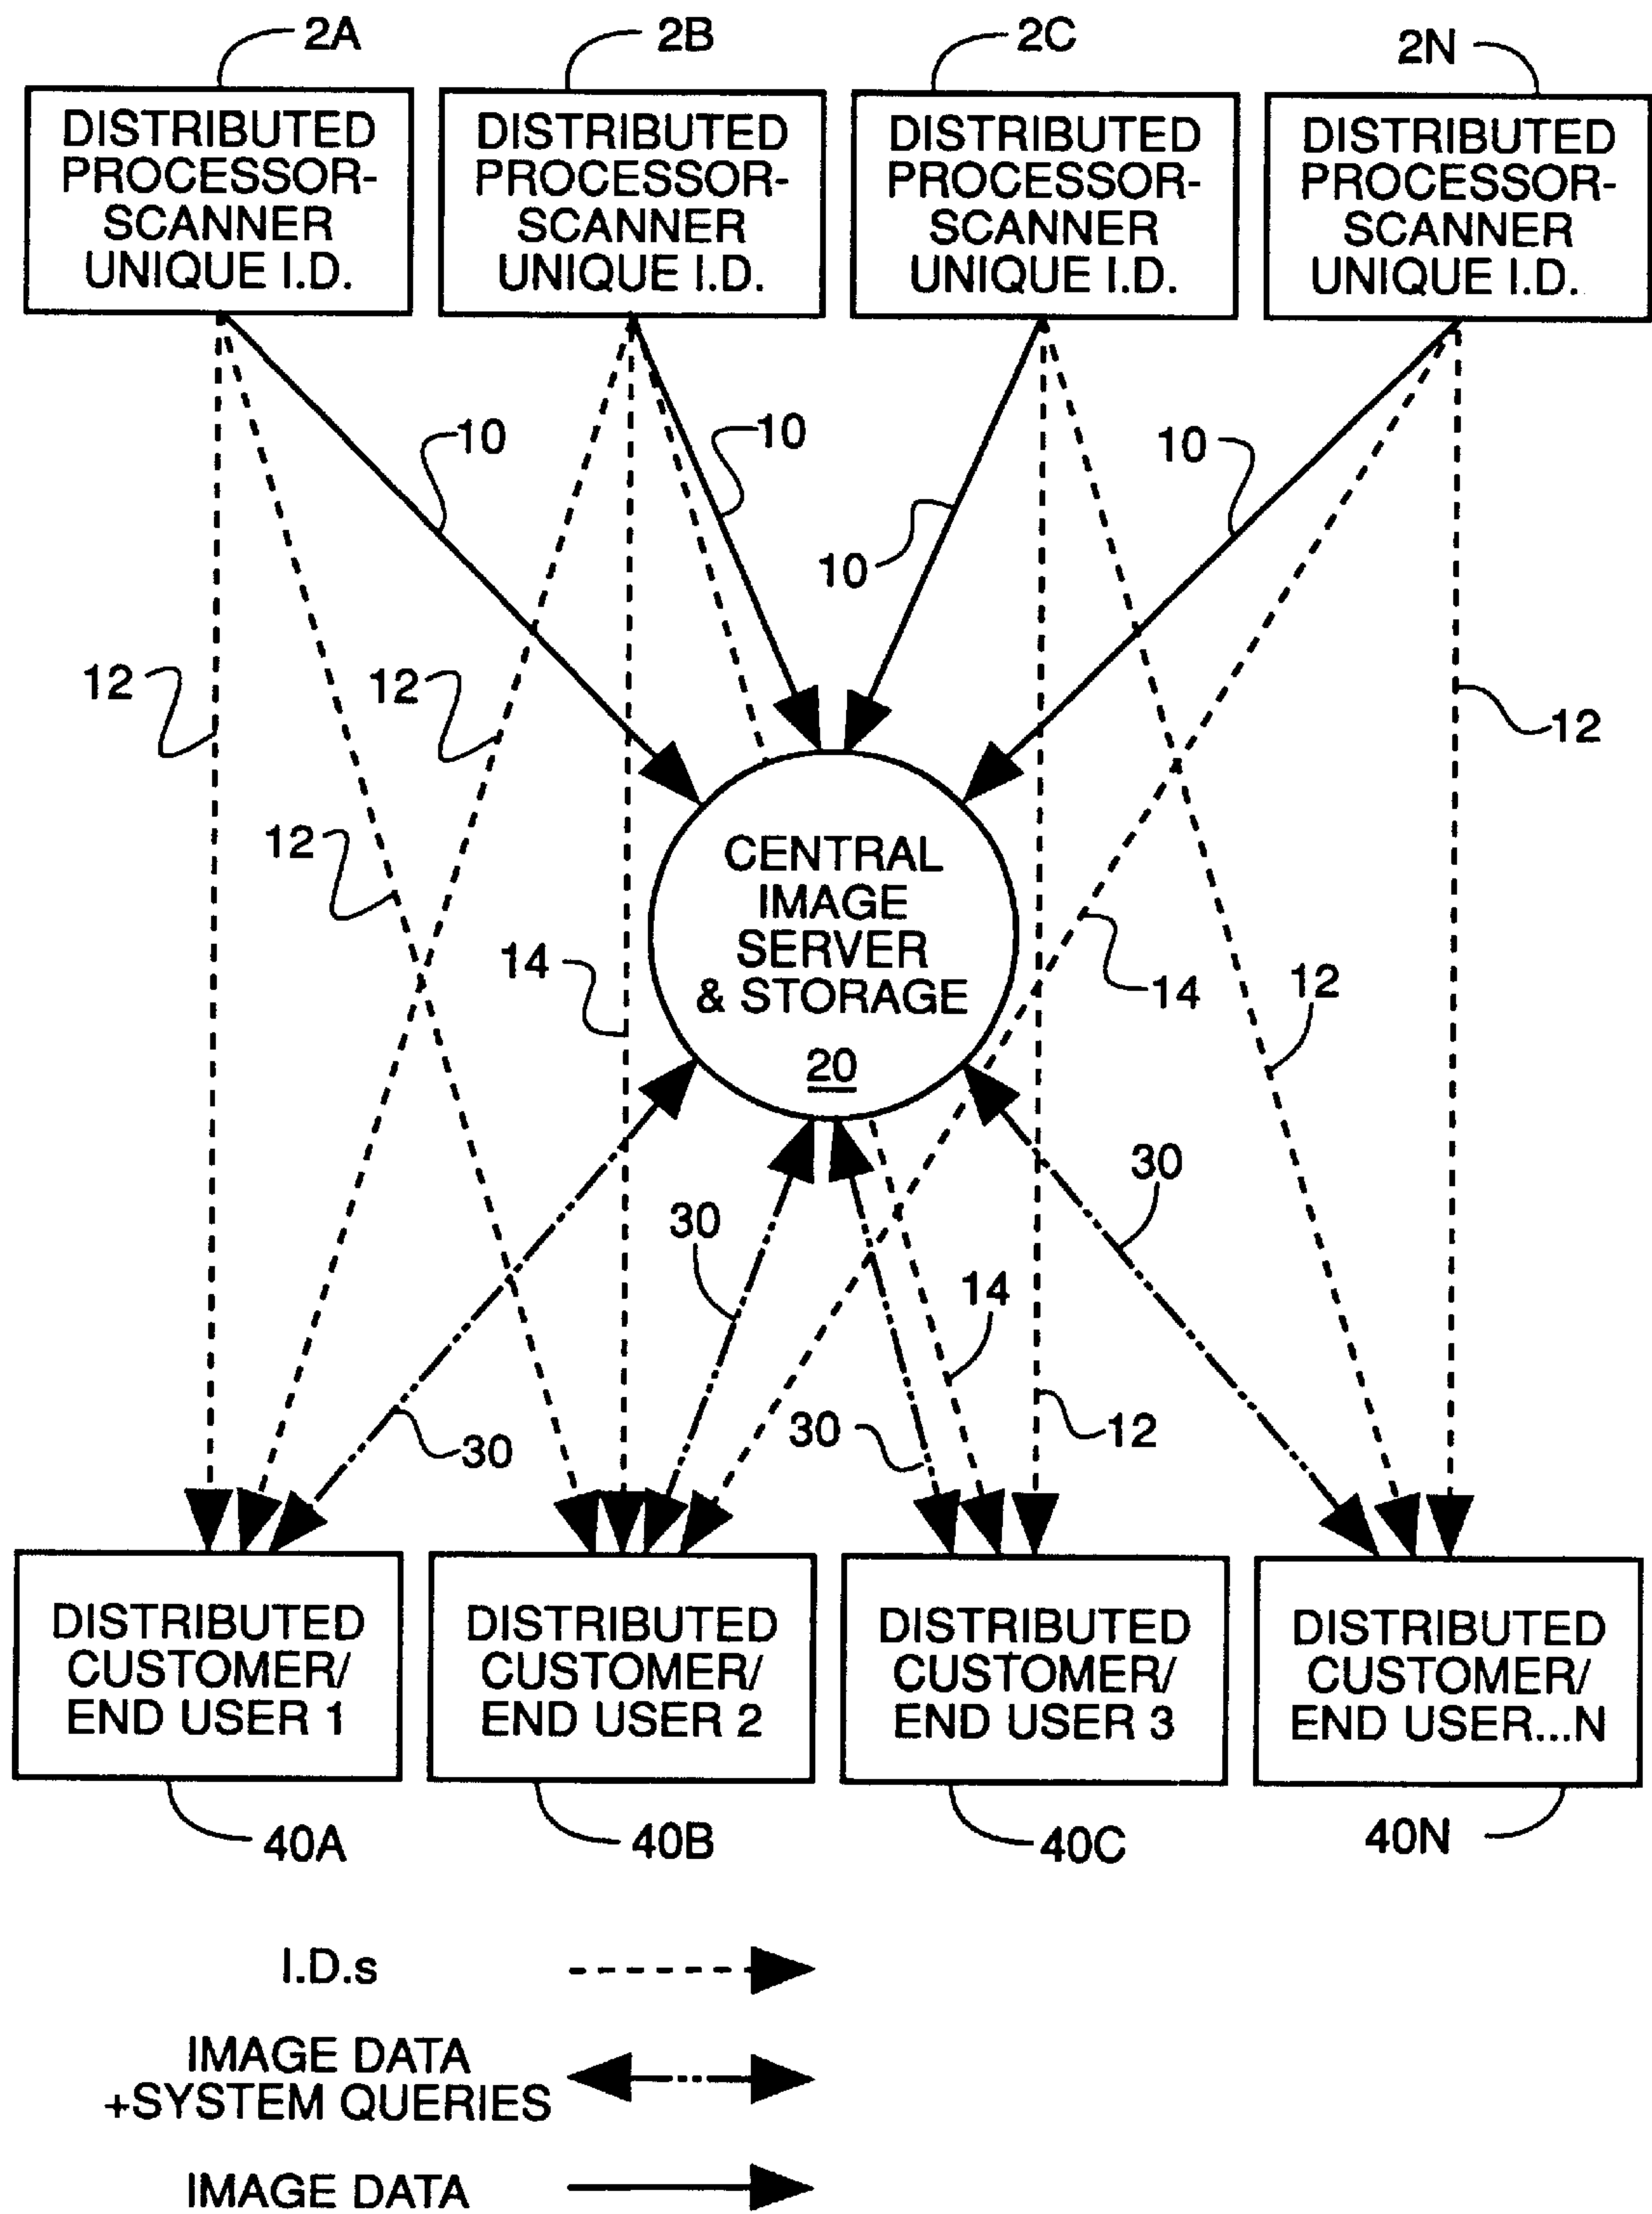 2A
2B
2C
2N
DISTRIBUTED
PROCESSOR-
SCANNER
UNIQUE I.D.
DISTRIBUTED
PROCESSOR-
SCANNER
UNIQUE I.D.
DISTRIBUTED
PROCESSOR-
SCANNER
UNIQUE I.D.
DISTRIBUTED
PROCESSOR-
SCANNER
UNIQUE I.D.
10
10
10
10
12
12
12
12
CENTRAL
IMAGE
SERVER
& STORAGE
20
14
14
12
30
30
14
30
30
12
DISTRIBUTED
CUSTOMER/
END USER 1
DISTRIBUTED
CUSTOMER/
END USER 2
DISTRIBUTED
CUSTOMER/
END USER 3
DISTRIBUTED
CUSTOMER/
END USER...N
40A
40B
40C
40N
I.D.s
IMAGE DATA
+SYSTEM QUERIES
IMAGE DATA